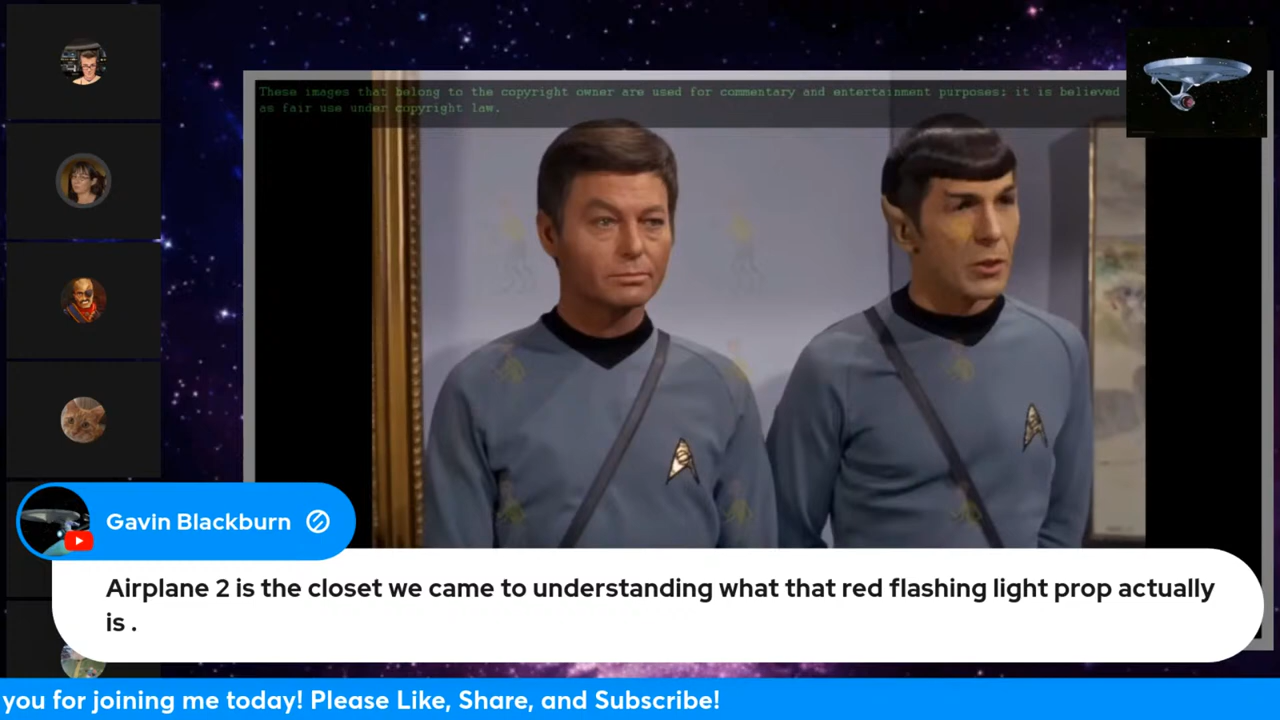 These images that belong to the copyright owner are used for commentary and entertainment purposes; it is believed
as fair use under copyright law.
Gavin Blackburn
Airplane 2 is the closet we came to understanding what that red flashing light prop actually
is .
you for joining me today! Please Like, Share, and Subscribe!